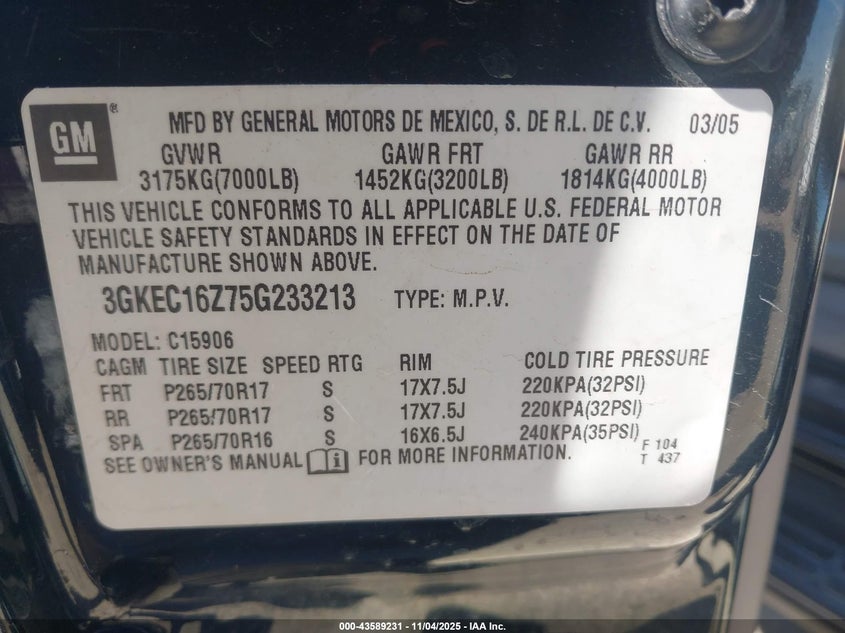 GM ®
MFD BY GENERAL MOTORS DE MEXICO, S. DE R.L. DE C.V. 03/05
GVWR GAWR FRT GAWR RR
3175KG(7000LB) 1452KG(3200LB) 1814KG(4000LB)
THIS VEHICLE CONFORMS TO ALL APPLICABLE U.S. FEDERAL MOTOR
VEHICLE SAFETY STANDARDS IN EFFECT ON THE DATE OF
MANUFACTURE SHOWN ABOVE.
3GKEC16Z75G233213 TYPE: M.P.V.
MODEL: C15906
CAGM TIRE SIZE SPEED RTG RIM COLD TIRE PRESSURE
FRT P265/70R17 S 17X7.5J 220KPA(32PSI)
RR P265/70R17 S 17X7.5J 220KPA(32PSI)
SPA P265/70R16 S 16X6.5J 240KPA(35PSI) F 104
SEE OWNER'S MANUAL i FOR MORE INFORMATION. T 437
000-43589231 - 11/04/2025 - IAA Inc.